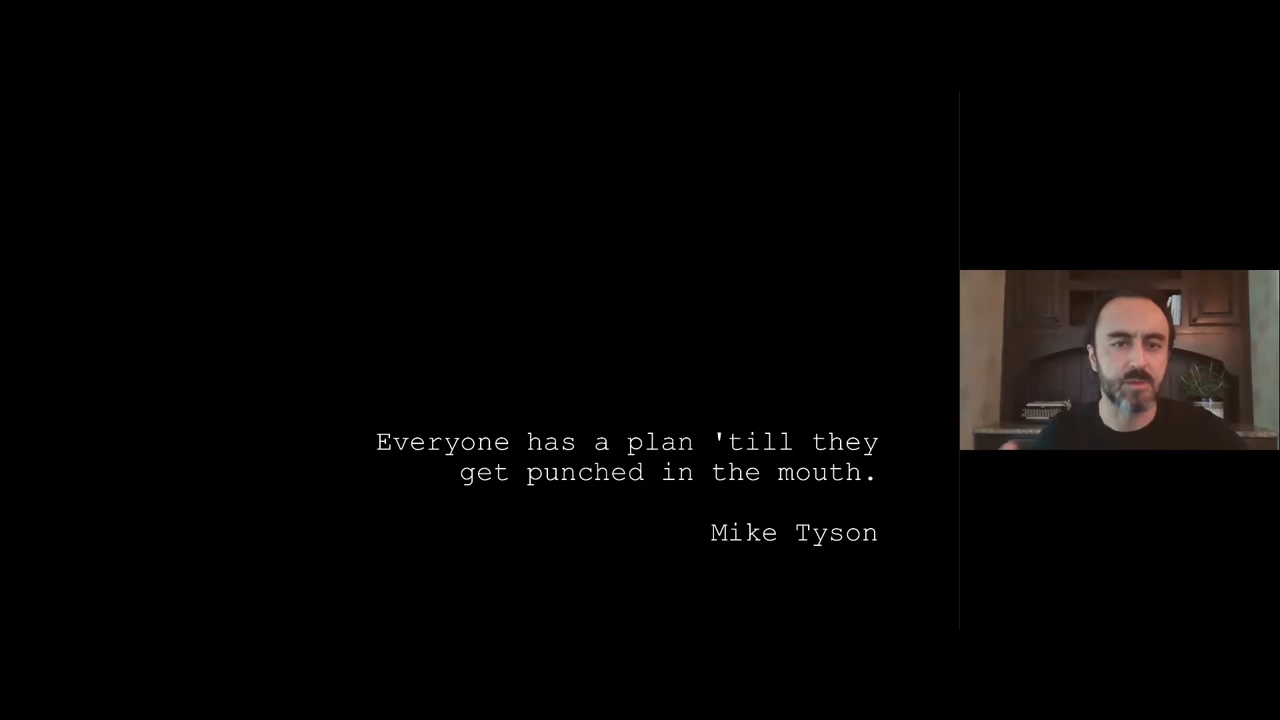 Everyone has a plan 'till they
get punched in the mouth.
Mike Tyson